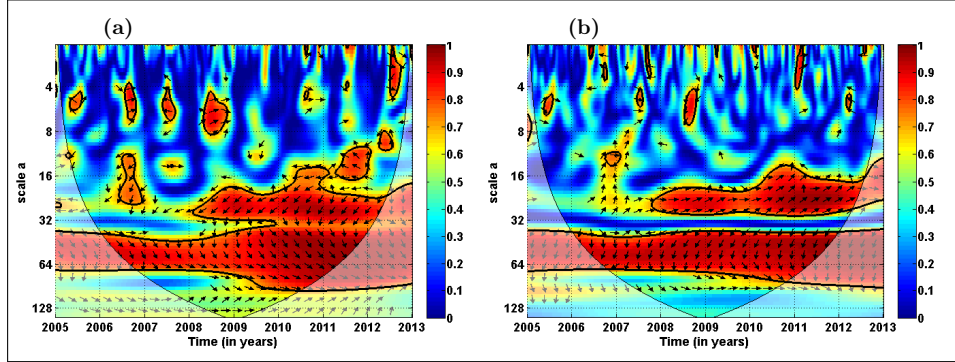 (a) (b)
1 1
0.9 0.9
4 0.8 4 0.8
0.7 0.7
8 0.6 8 0.6
scale a 16 0.5 scale a 16 0.5
0.4 0.4
32 0.3 32 0.3
64 0.2 64 0.2
0.1 0.1
128 0 128 0
2005 2006 2007 2008 2009 2010 2011 2012 2013 2005 2006 2007 2008 2009 2010 2011 2012 2013
Time (in years) Time (in years)